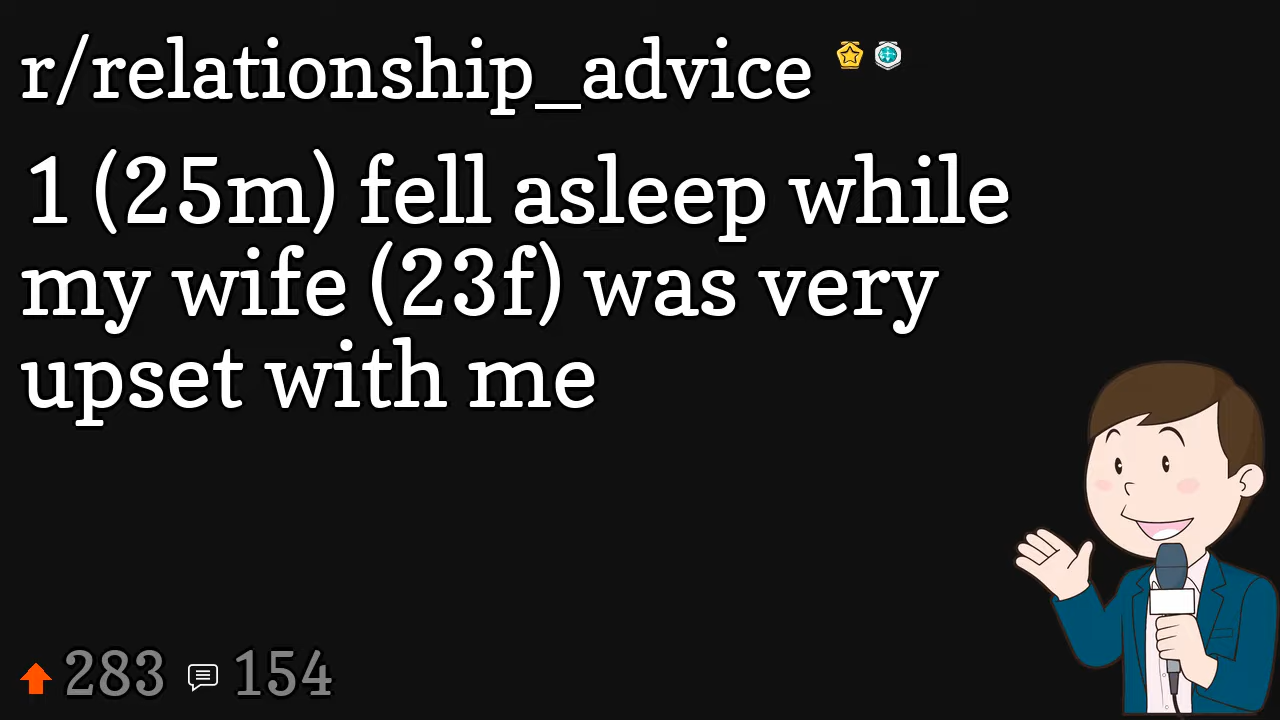 r/relationship_advice
1 (25m) fell asleep while
my wife (23f) was very
upset with me
283 154